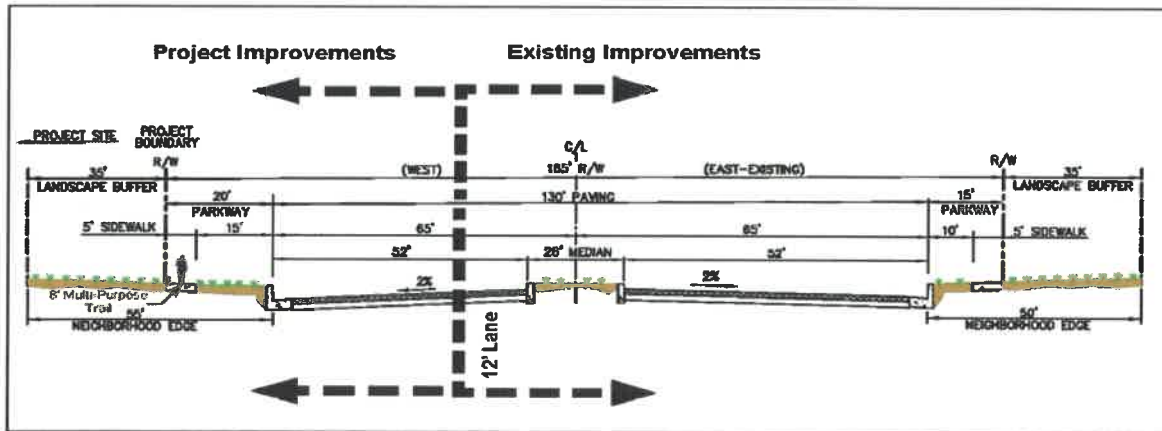 Project Improvements Existing Improvements
PROJECT SITE PROJECT BOUNDARY
C/L
R/W 165' R/W R/W
35' (WEST) (EAST-EXISTING) 35'
LANDSCAPE BUFFER LANDSCAPE BUFFER
20' 130' PAVING 15'
PARKWAY PARKWAY
5' SIDEWALK 15' 65' 65' 10' 5' SIDEWALK
52' 26' MEDIAN 52'
2% 2%
8' Multi-Purpose Trail
55' 50'
NEIGHBORHOOD EDGE NEIGHBORHOOD EDGE
12' Lane